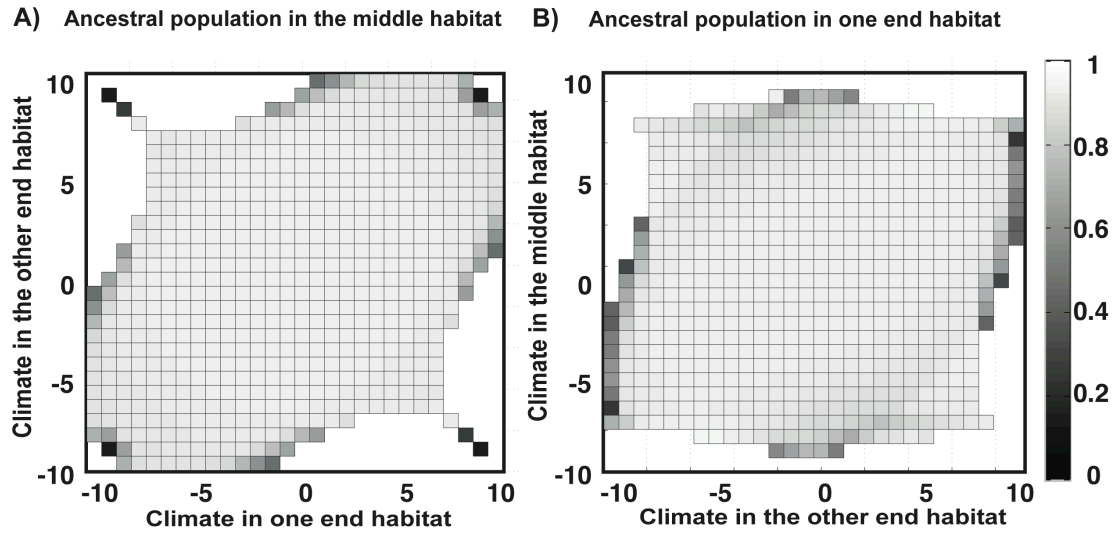 A) Ancestral population in the middle habitat
B) Ancestral population in one end habitat
Climate in the other end habitat
10
5
0
-5
-10
-10 -5 0 5 10
Climate in one end habitat
Climate in the middle habitat
10
5
0
-5
-10
-10 -5 0 5 10
Climate in the other end habitat
1
0.8
0.6
0.4
0.2
0